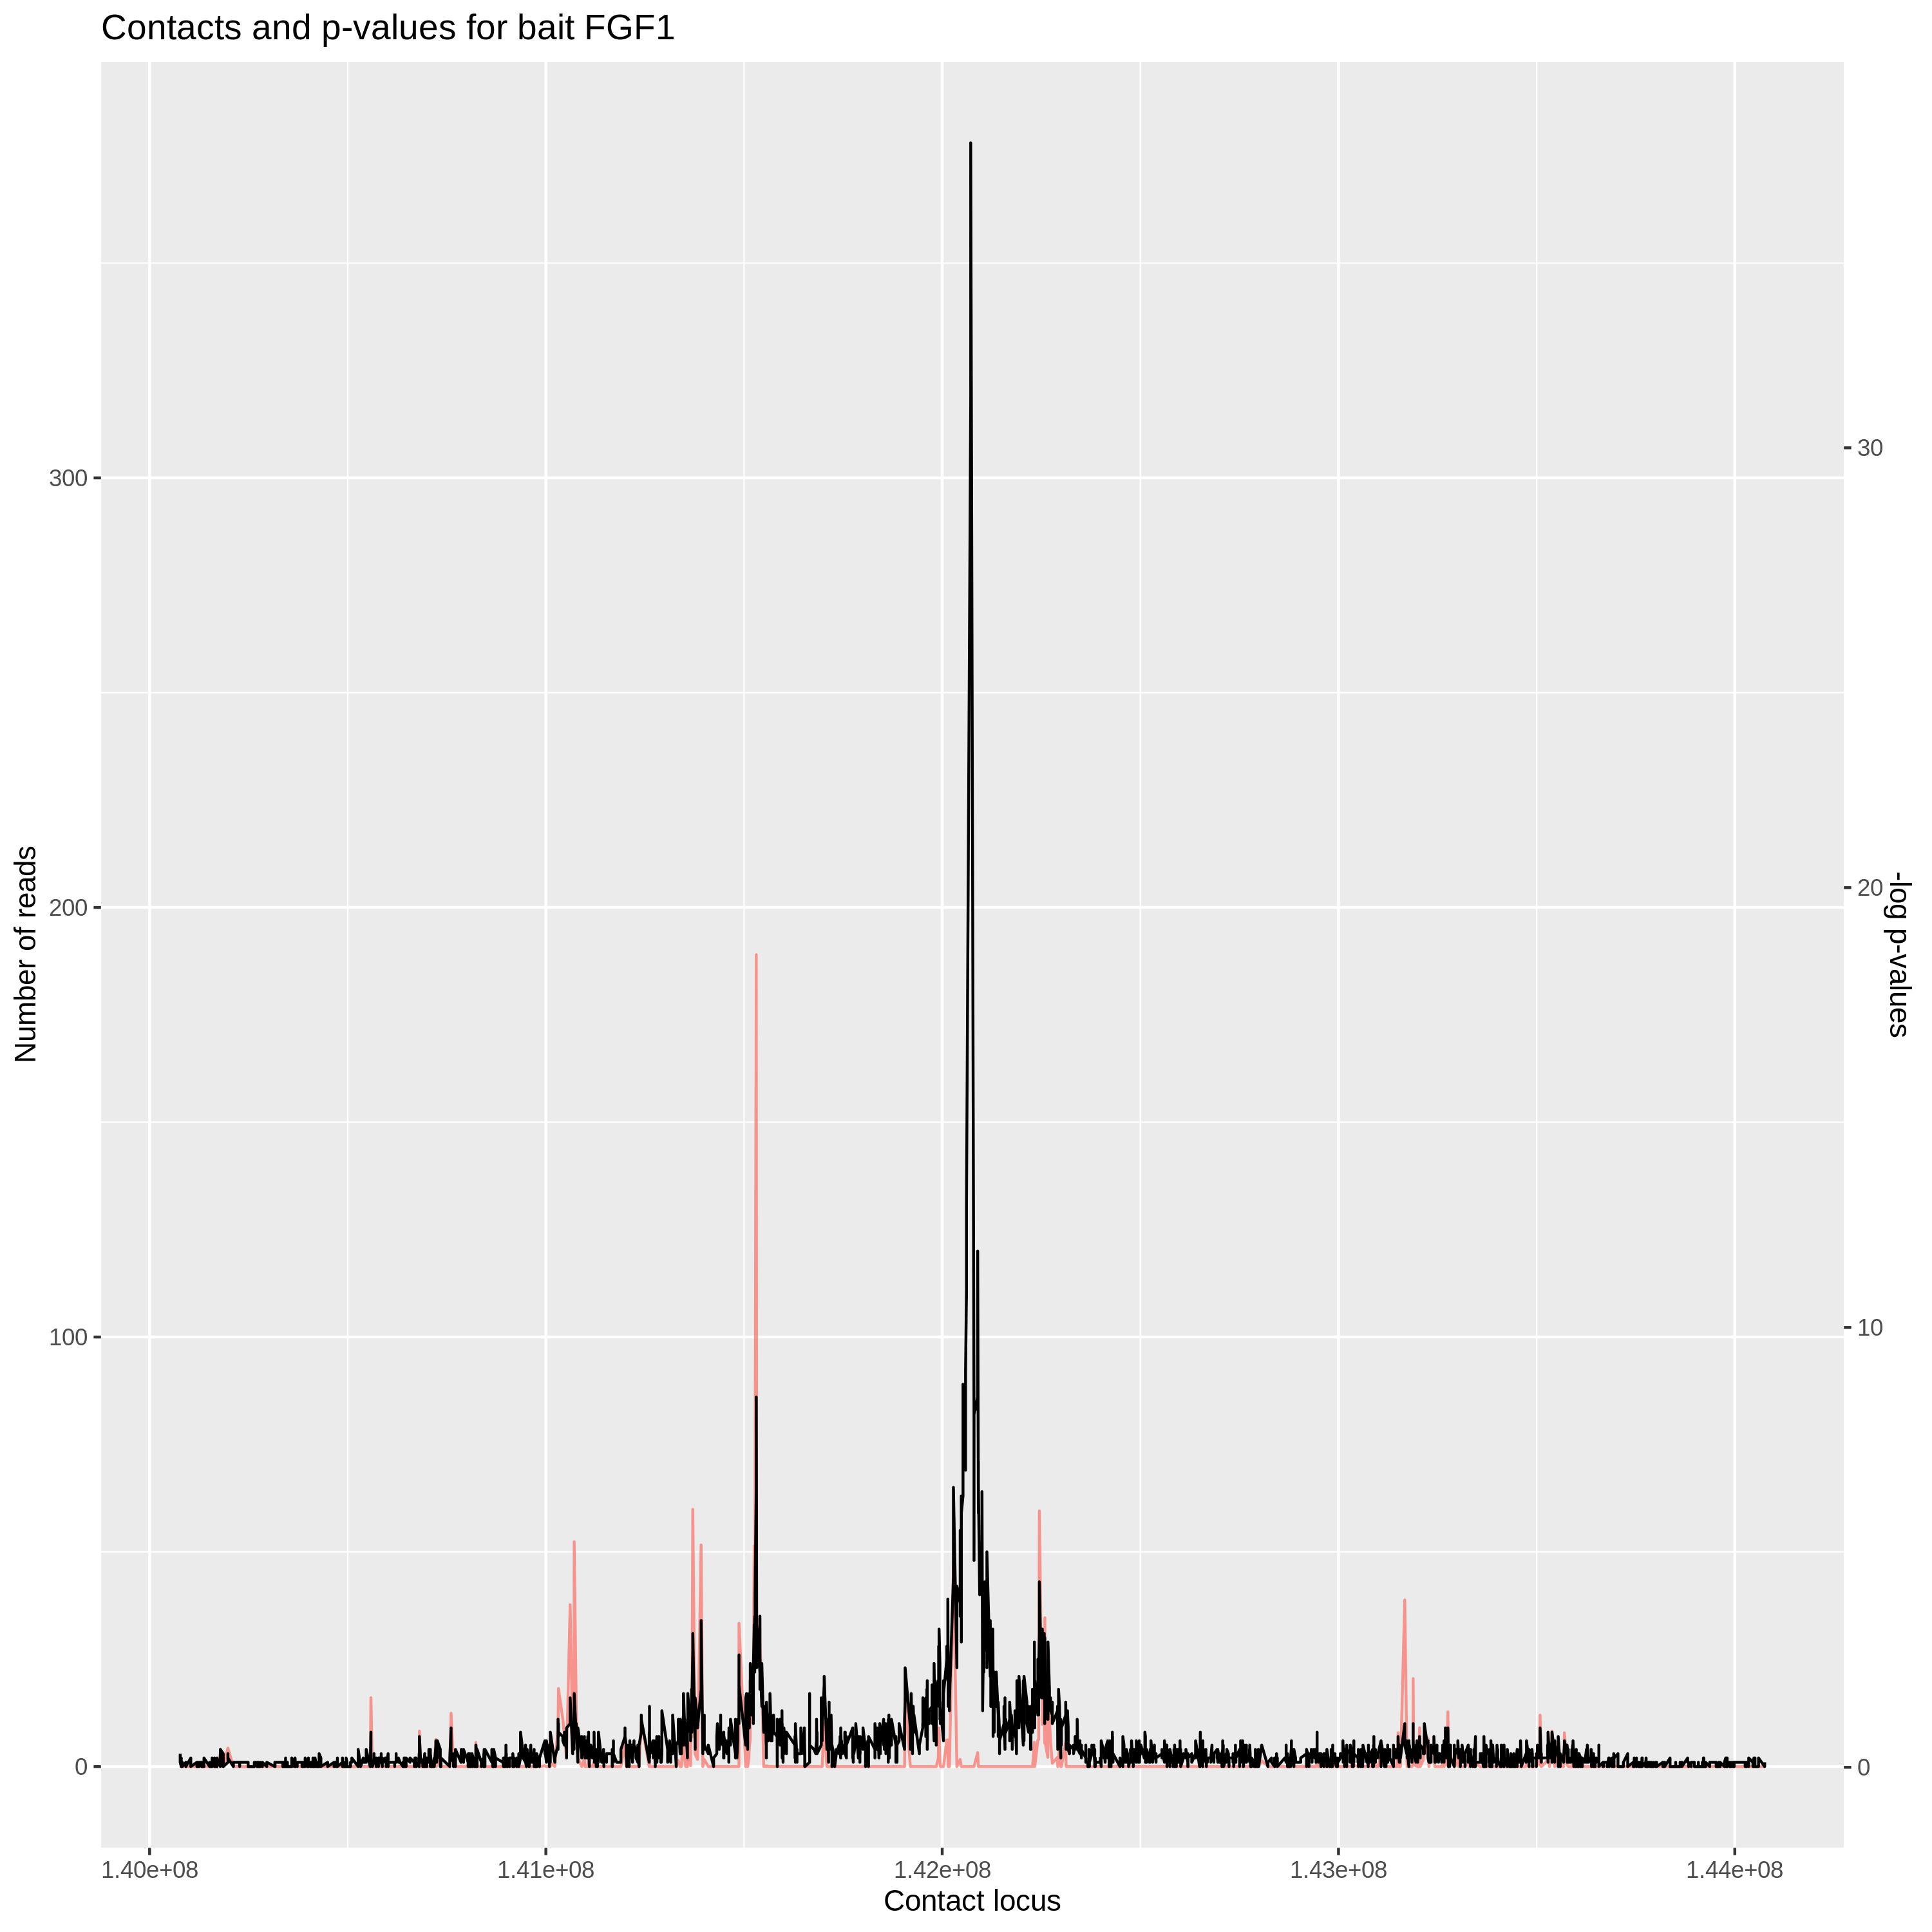 Contacts and p-values for bait FGF1
300
200
100
0
Number of reads
30
20
10
0
-log p-values
1.40e+08
1.41e+08
1.42e+08
1.43e+08
1.44e+08
Contact locus